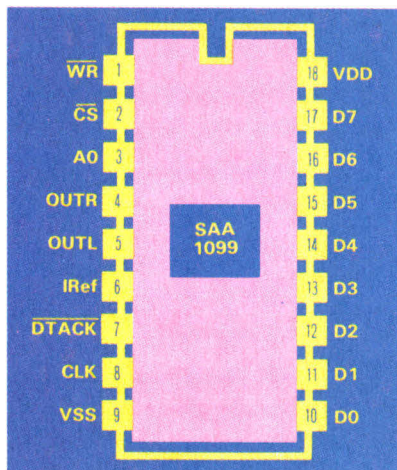 WR 1 18 VDD
CS 2 17 D7
A0 3 16 D6
OUTR 4 15 D5
OUTL 5 14 D4
IRef 6 13 D3
DTACK 7 12 D2
CLK 8 11 D1
VSS 9 10 D0
SAA
1099